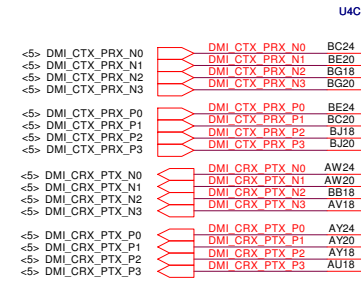 U4C
<5> DMI_CTX_PRX_N0 DMI_CTX_PRX_N0 BC24
<5> DMI_CTX_PRX_N1 DMI_CTX_PRX_N1 BE20
<5> DMI_CTX_PRX_N2 DMI_CTX_PRX_N2 BG18
<5> DMI_CTX_PRX_N3 DMI_CTX_PRX_N3 BG20
<5> DMI_CTX_PRX_P0 DMI_CTX_PRX_P0 BE24
<5> DMI_CTX_PRX_P1 DMI_CTX_PRX_P1 BC20
<5> DMI_CTX_PRX_P2 DMI_CTX_PRX_P2 BJ18
<5> DMI_CTX_PRX_P3 DMI_CTX_PRX_P3 BJ20
<5> DMI_CRX_PTX_N0 DMI_CRX_PTX_N0 AW24
<5> DMI_CRX_PTX_N1 DMI_CRX_PTX_N1 AW20
<5> DMI_CRX_PTX_N2 DMI_CRX_PTX_N2 BB18
<5> DMI_CRX_PTX_N3 DMI_CRX_PTX_N3 AV18
<5> DMI_CRX_PTX_P0 DMI_CRX_PTX_P0 AY24
<5> DMI_CRX_PTX_P1 DMI_CRX_PTX_P1 AY20
<5> DMI_CRX_PTX_P2 DMI_CRX_PTX_P2 AY18
<5> DMI_CRX_PTX_P3 DMI_CRX_PTX_P3 AU18